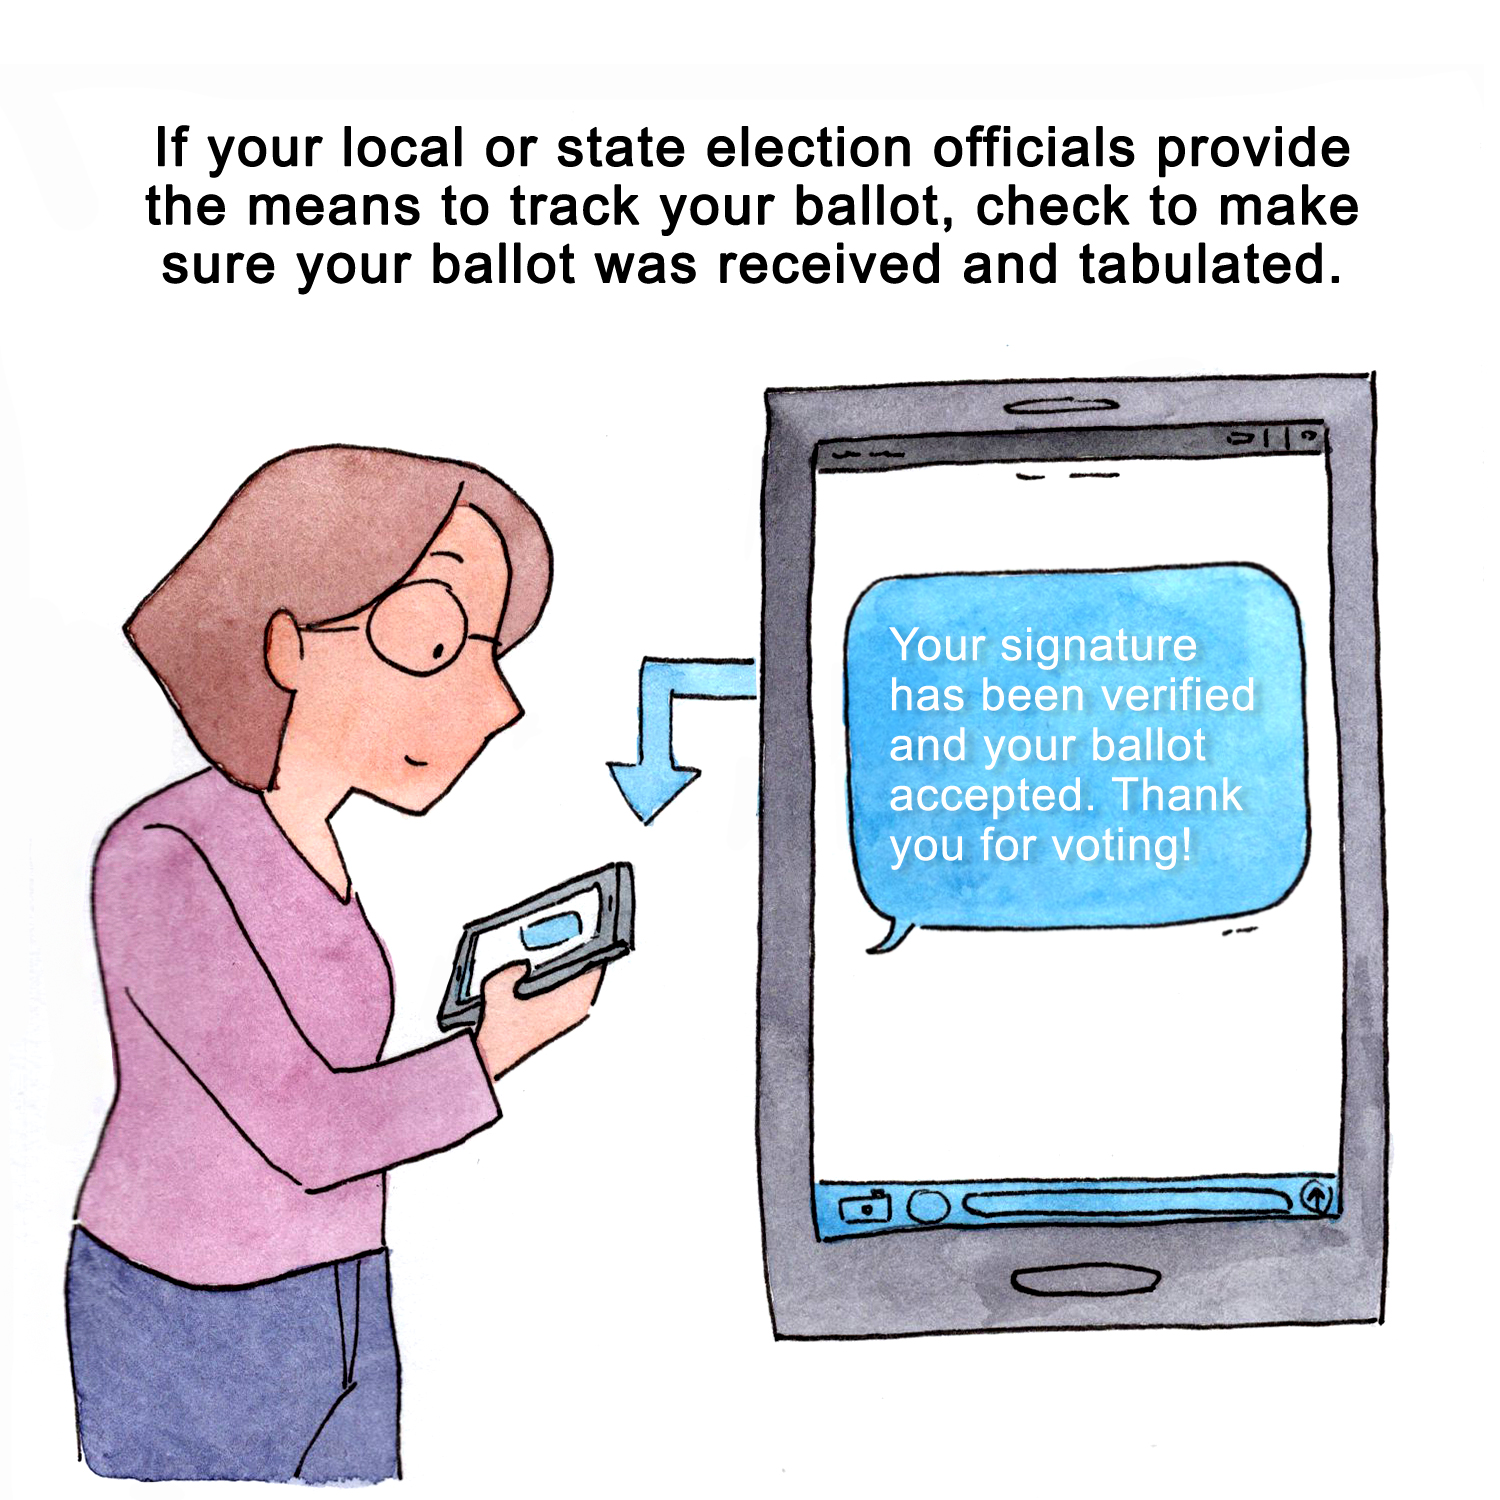 If your local or state election officials provide
the means to track your ballot, check to make
sure your ballot was received and tabulated.
Your signature
has been verified
and your ballot
accepted. Thank
you for voting!